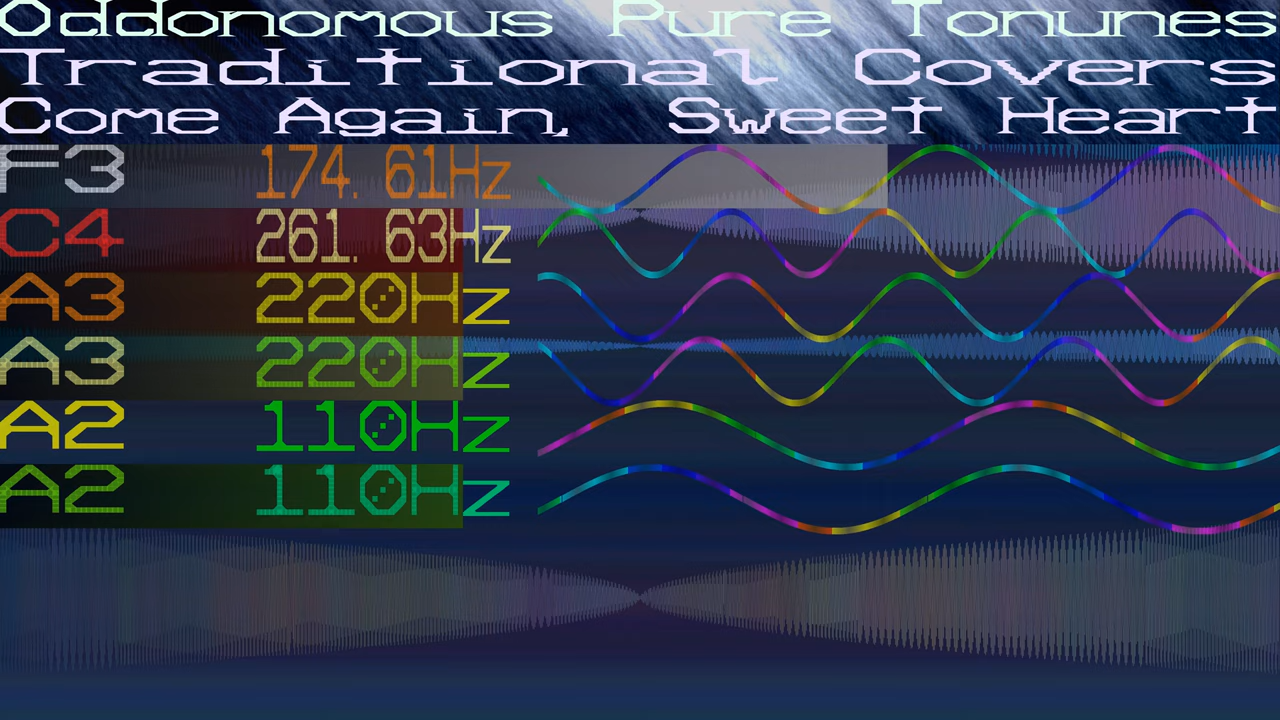 Oddonomous Pure Tonunes
Traditional Covers
Come Again, Sweet Heart
F3 174.61Hz
C4 261.63Hz
A3 220Hz
A3 220Hz
A2 110Hz
A2 110Hz